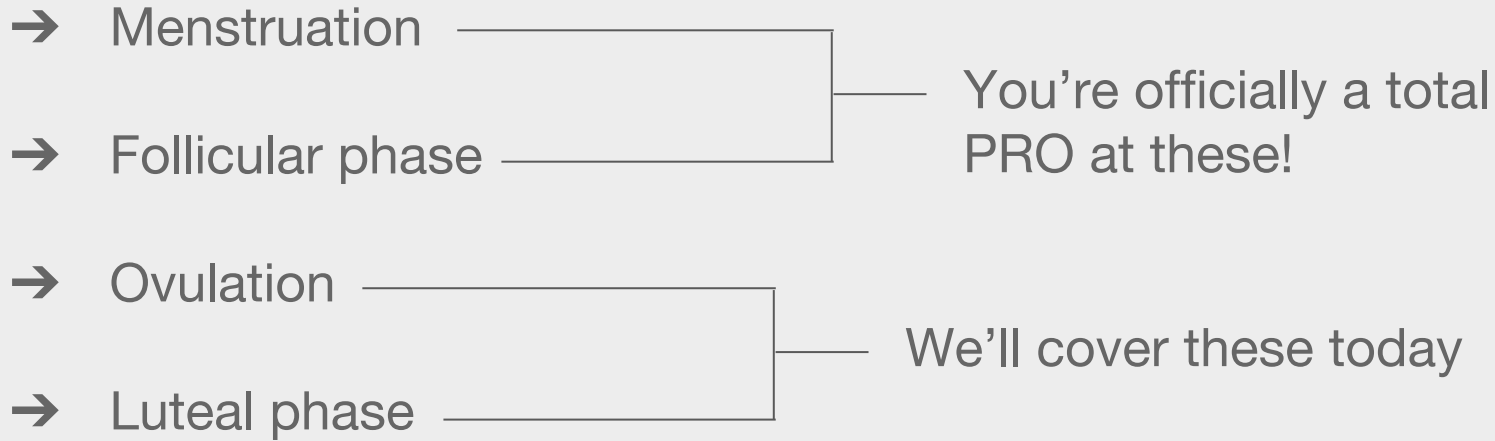 ➔ Menstruation
You’re officially a total
PRO at these!
➔ Follicular phase
➔ Ovulation
We’ll cover these today
➔ Luteal phase